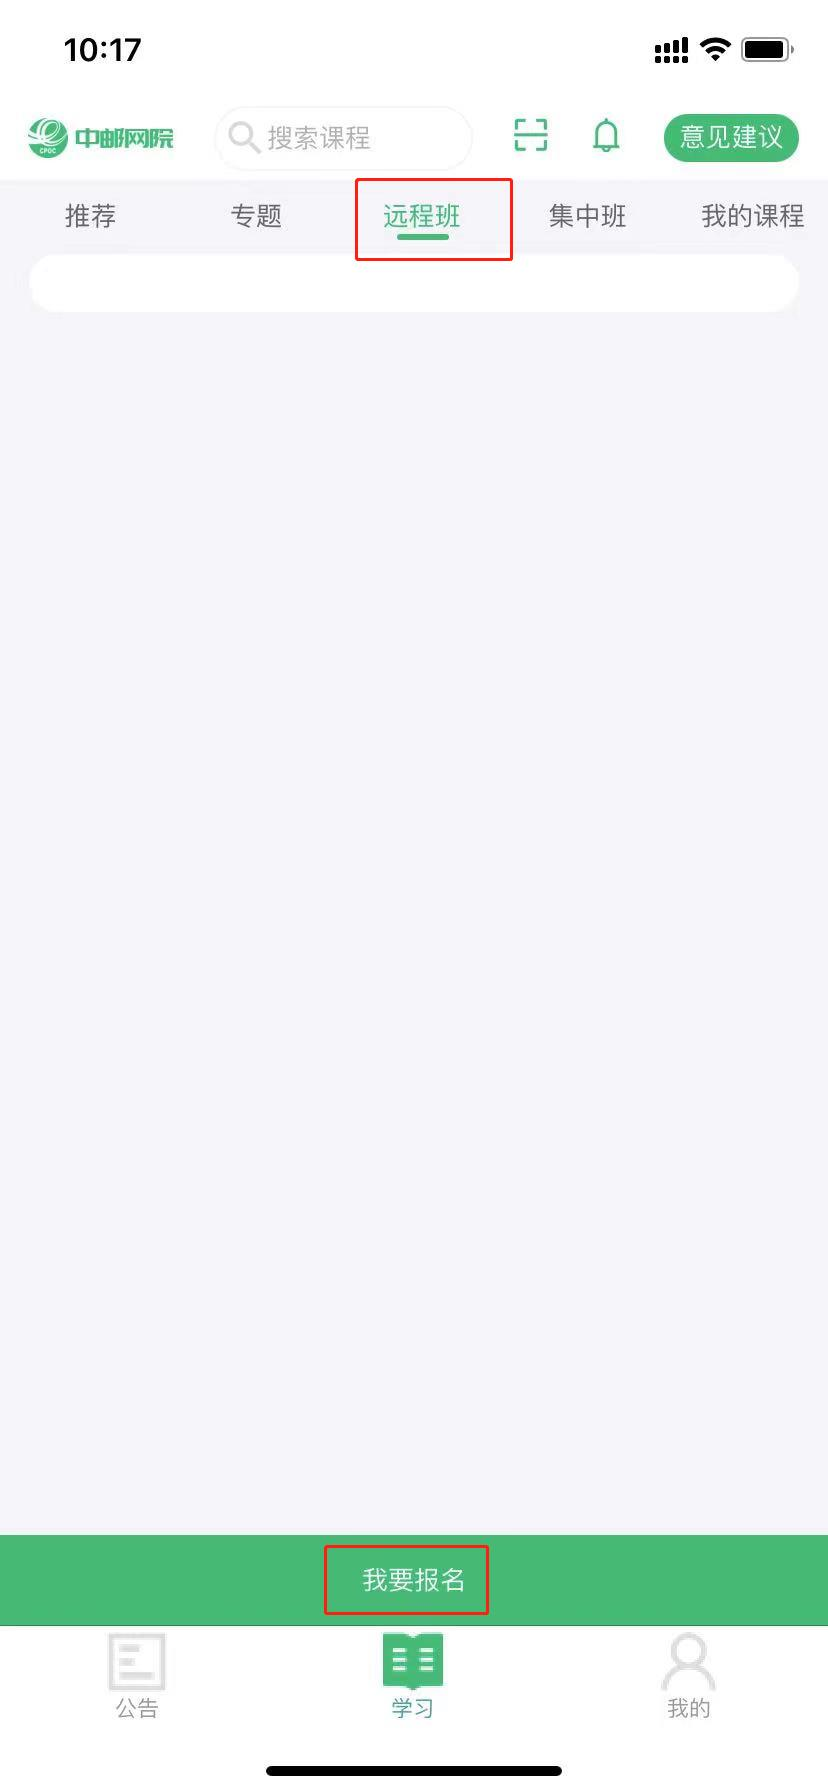 10:17
CPOC 中邮网院 搜索课程 意见建议
推荐 专题 远程班 集中班 我的课程
我要报名
公告 学习 我的